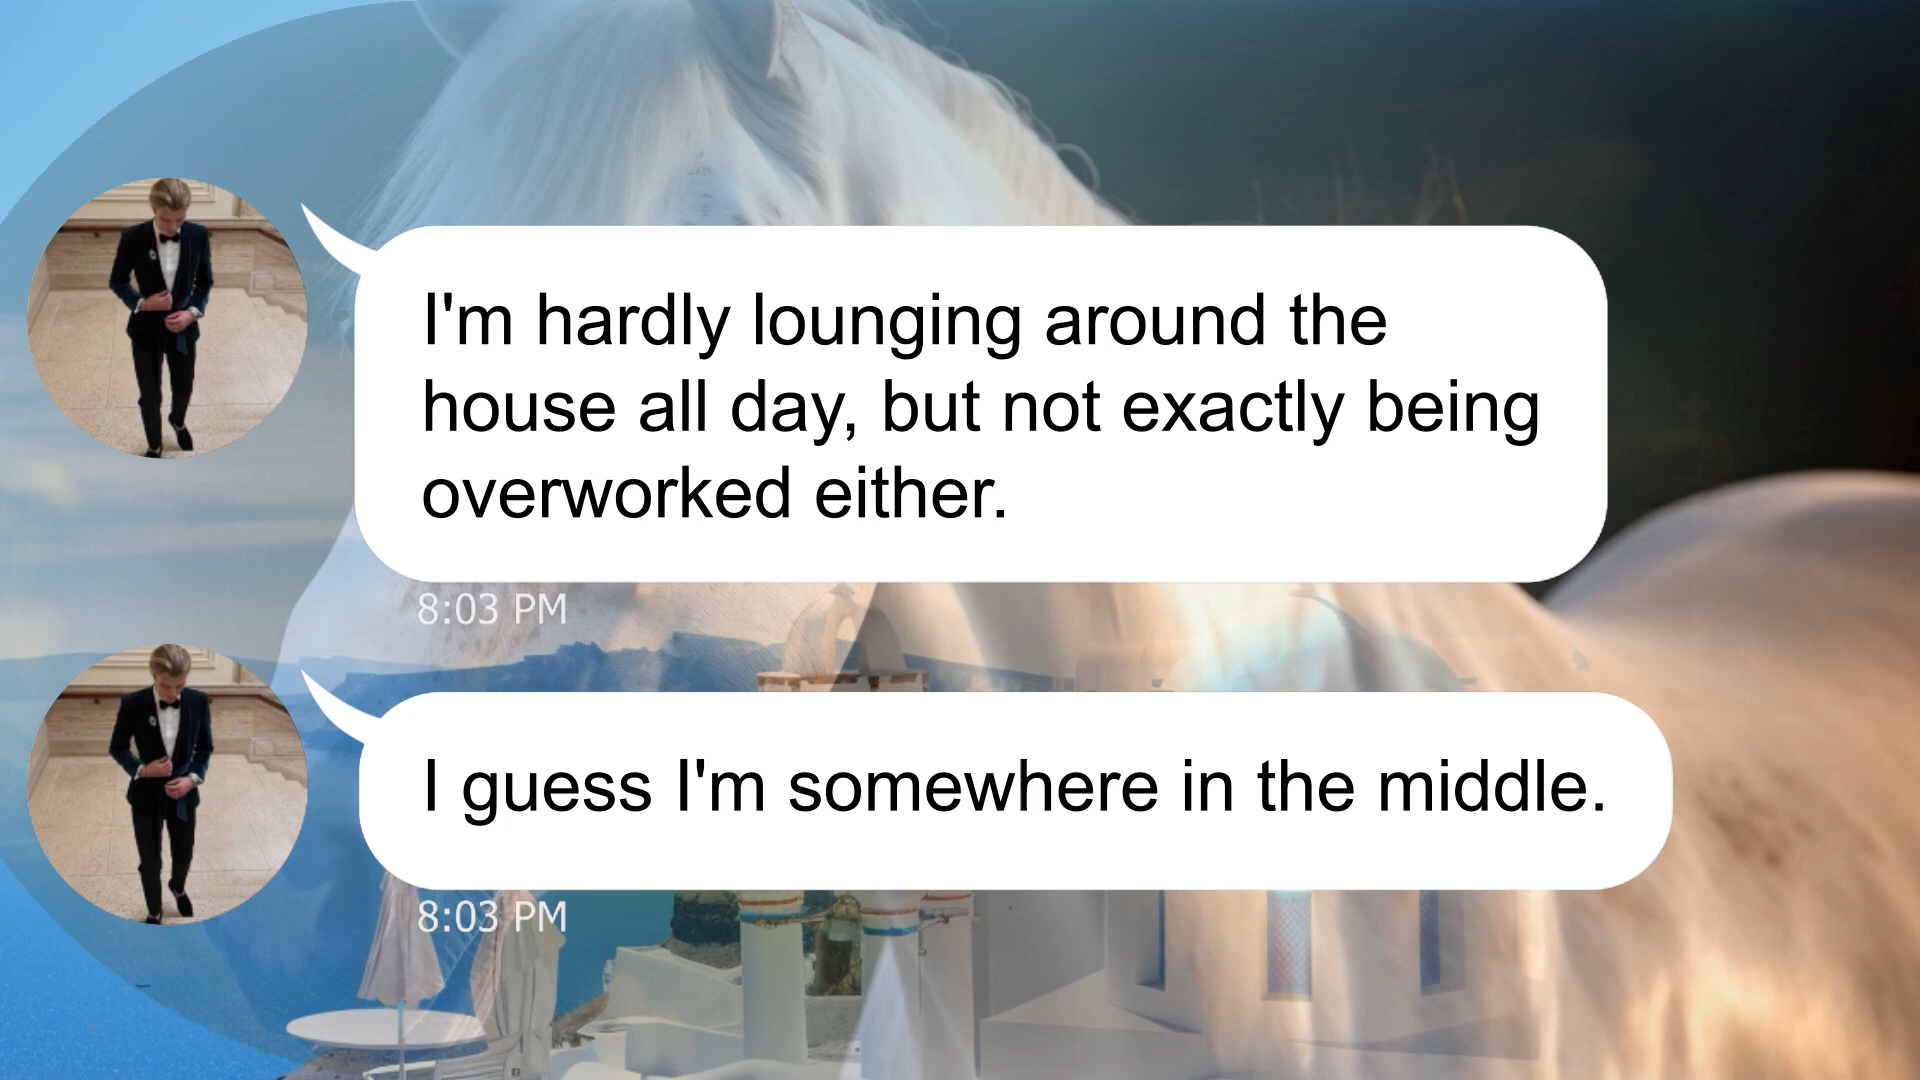 I'm hardly lounging around the
house all day, but not exactly being
overworked either.
8:03 PM
I guess I'm somewhere in the middle.
8:03 PM